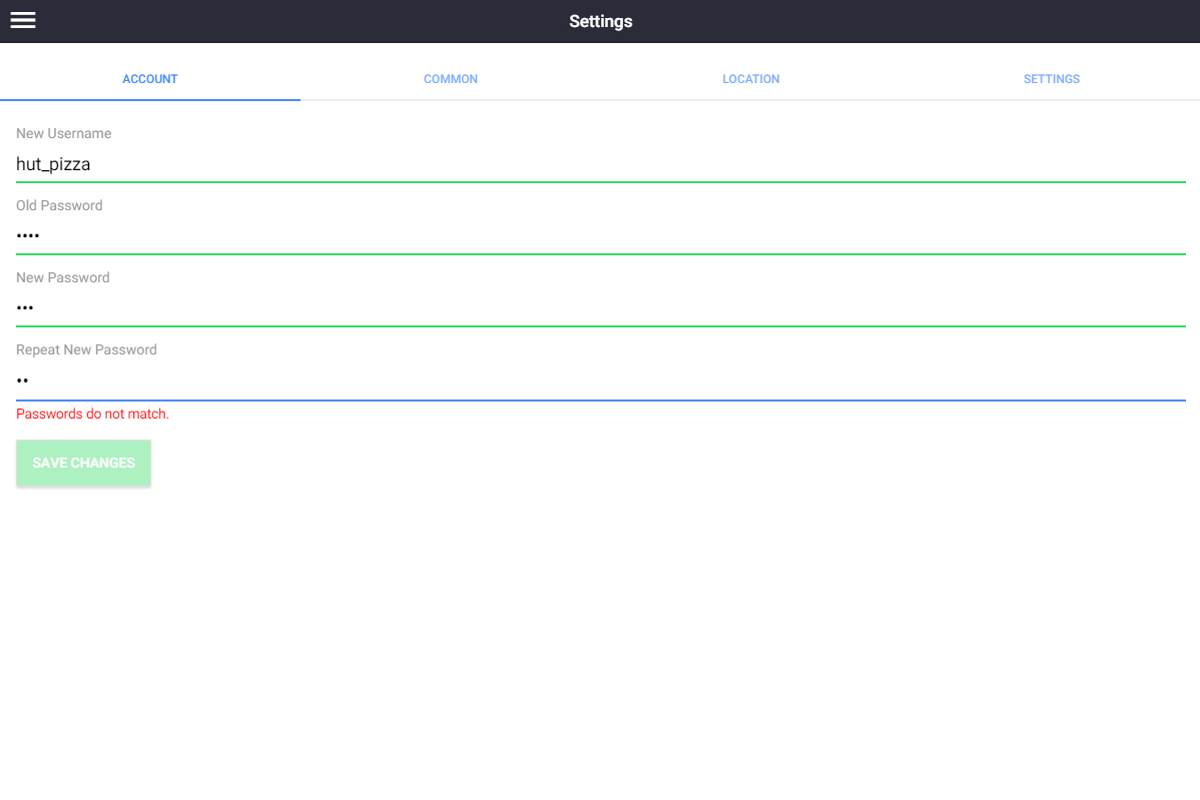 Settings
ACCOUNT COMMON LOCATION SETTINGS
New Username
hut_pizza
Old Password
••••
New Password
•••
Repeat New Password
••
Passwords do not match.
SAVE CHANGES